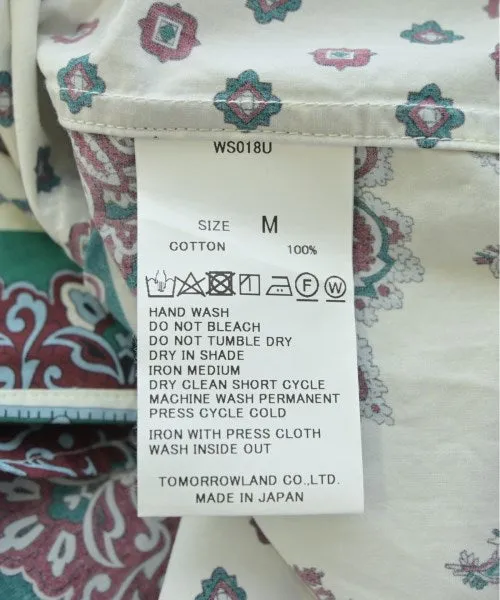 WS018U
SIZE M
COTTON 100%
F W
HAND WASH
DO NOT BLEACH
DO NOT TUMBLE DRY
DRY IN SHADE
IRON MEDIUM
DRY CLEAN SHORT CYCLE
MACHINE WASH PERMANENT
PRESS CYCLE COLD
IRON WITH PRESS CLOTH
WASH INSIDE OUT
TOMORROWLAND CO.,LTD.
MADE IN JAPAN